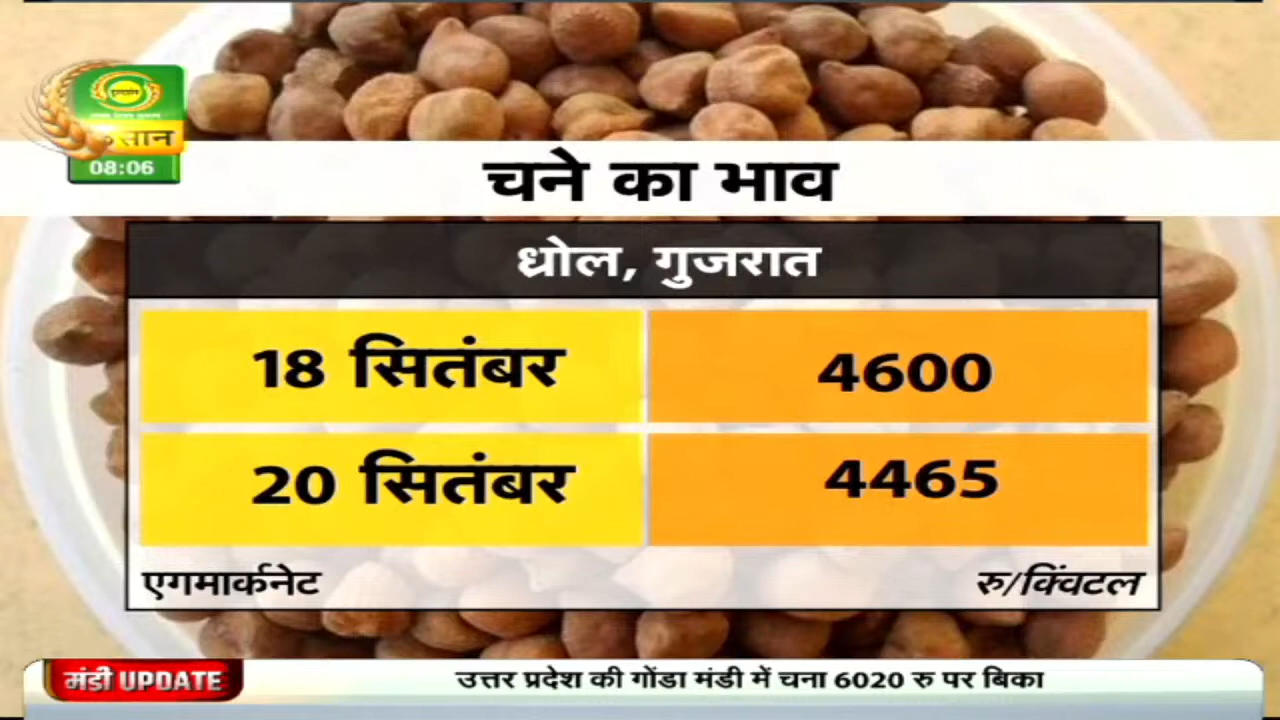 सान
08:06
चने का भाव
ध्रोल, गुजरात
18 सितंबर 4600
20 सितंबर 4465
एगमार्कनेट रु/क्विंटल
मंडी UPDATE उत्तर प्रदेश की गोंडा मंडी में चना 6020 रु पर बिका